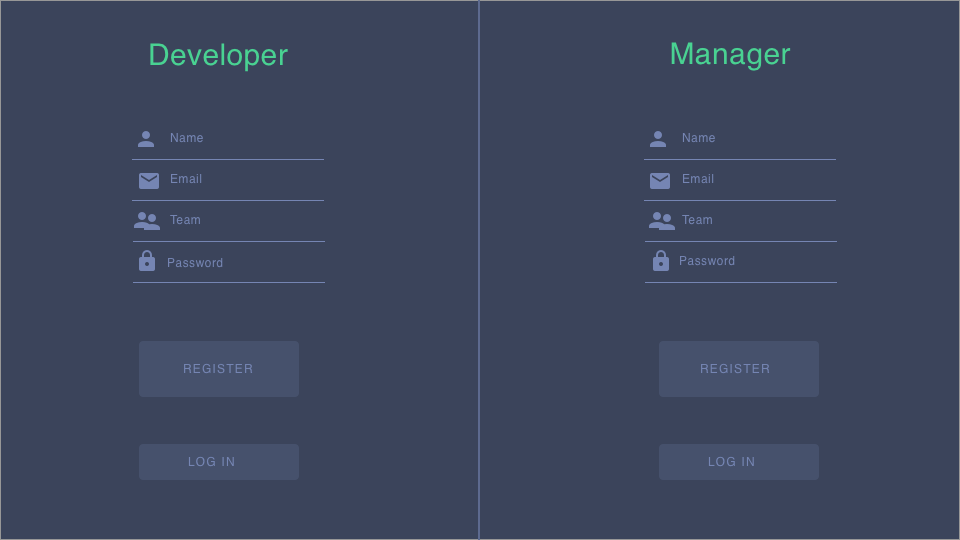 Developer
Name
Email
Team
Password
REGISTER
LOG IN
Manager
Name
Email
Team
Password
REGISTER
LOG IN